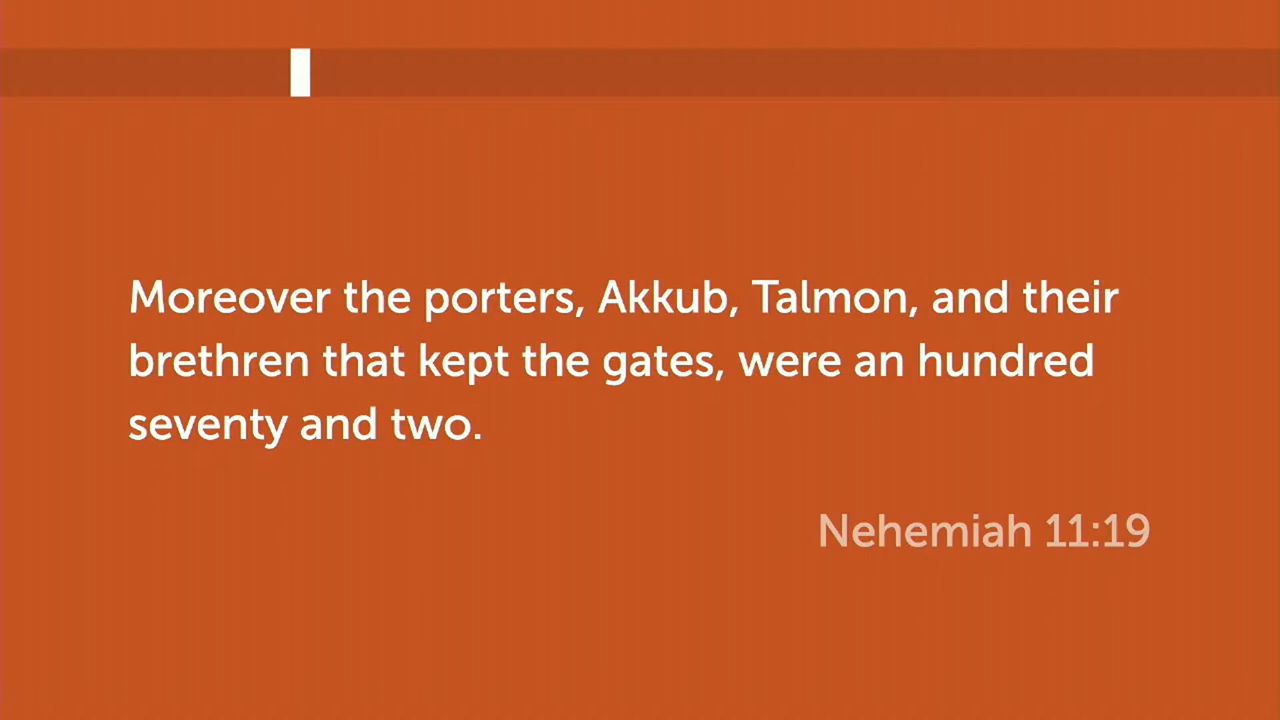 Moreover the porters, Akkub, Talmon, and their
brethren that kept the gates, were an hundred
seventy and two.
Nehemiah 11:19